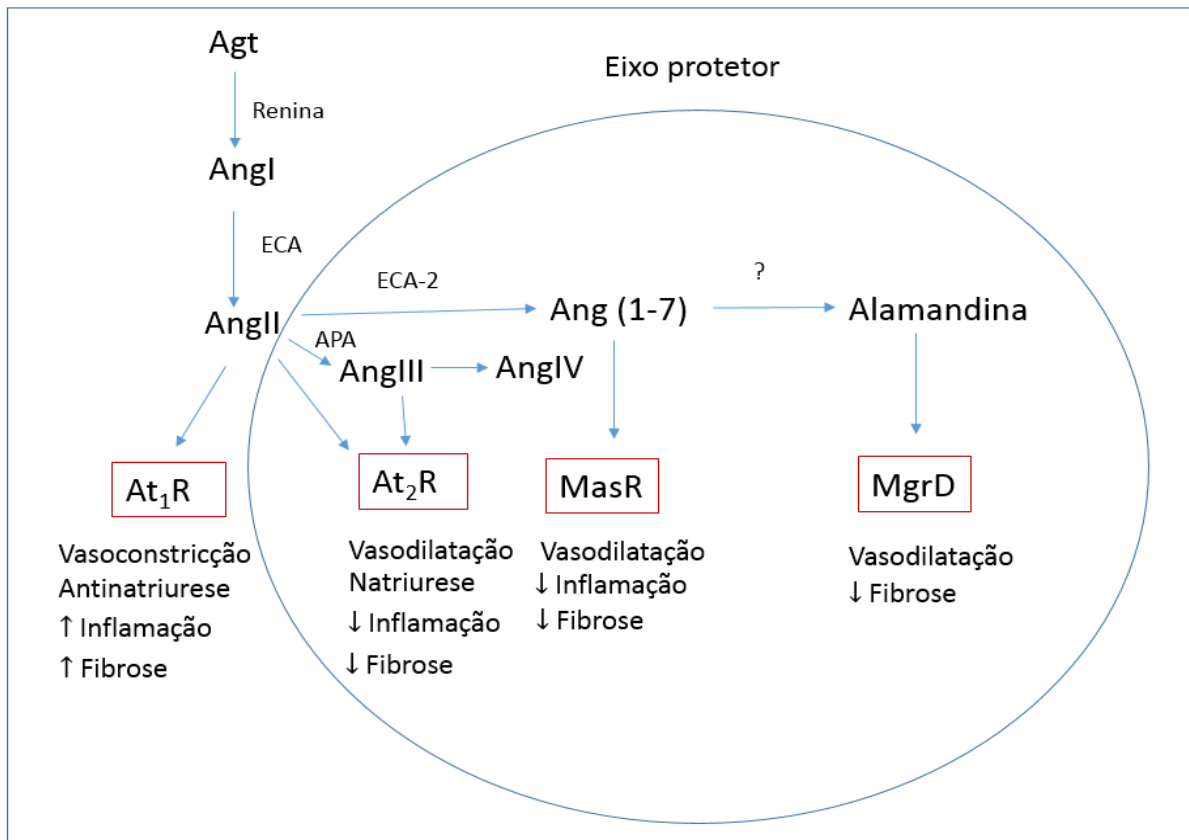 Agt
Eixo protetor
Renina
AngI
ECA
ECA-2
?
AngII
Ang (1-7)
Alamandina
APA
AngIII
AngIV
At₁R
At₂R
MasR
MgrD
Vasoconstricção
Antinatriurese
↑ Inflamação
↑ Fibrose
Vasodilatação
Natriurese
↓ Inflamação
↓ Fibrose
Vasodilatação
↓ Inflamação
↓ Fibrose
Vasodilatação
↓ Fibrose